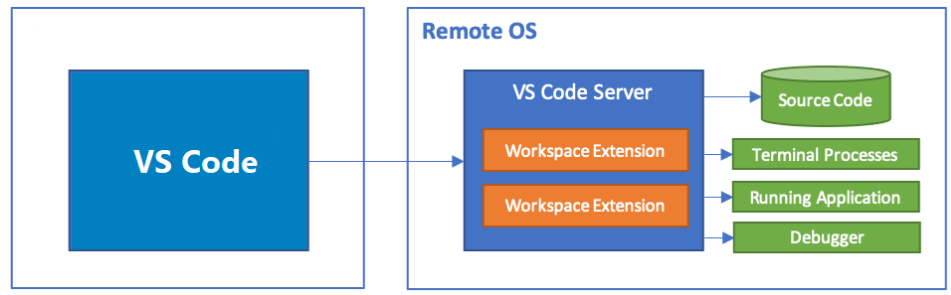 Remote OS
VS Code
VS Code Server
Workspace Extension
Workspace Extension
Source Code
Terminal Processes
Running Application
Debugger